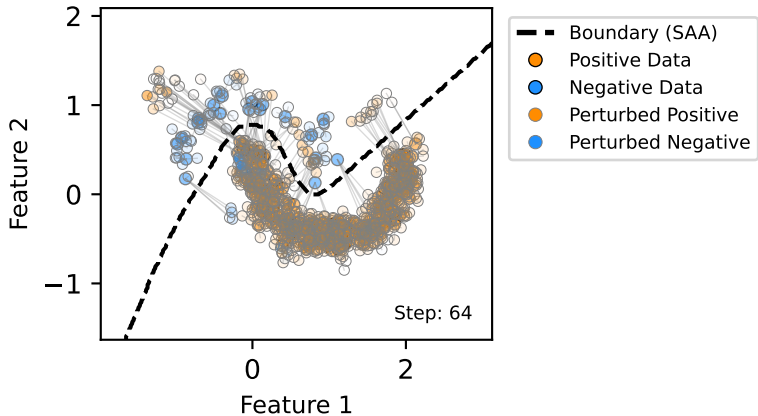 2
1
0
−1
Feature 2
0
2
Feature 1
Step: 64
Boundary (SAA)
Positive Data
Negative Data
Perturbed Positive
Perturbed Negative